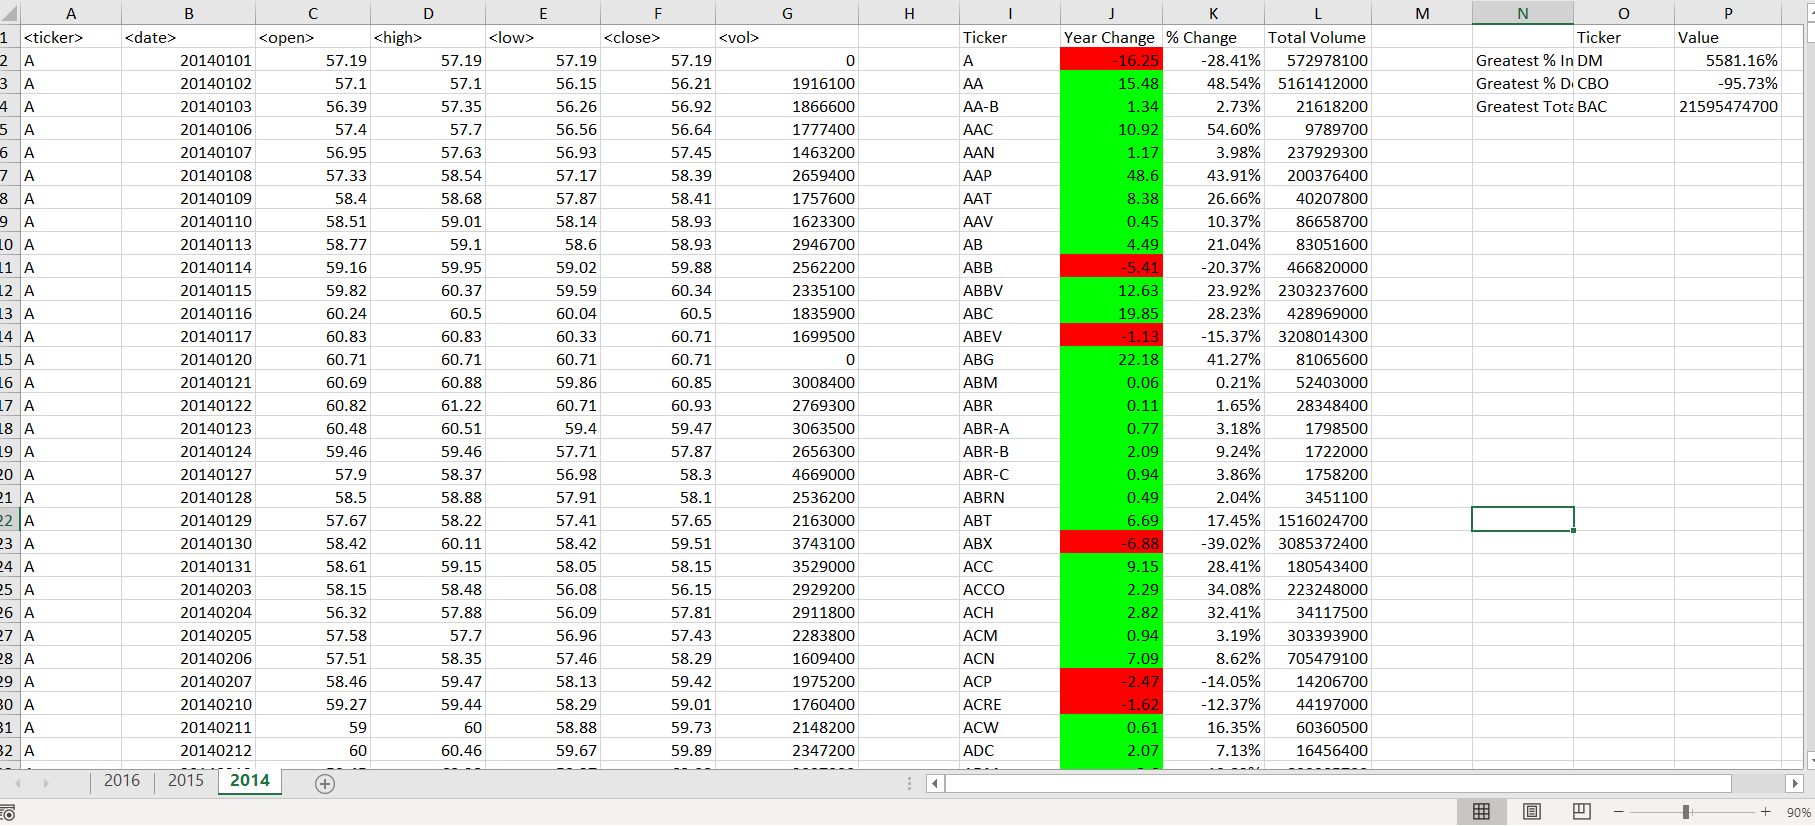 A B C D E F G H I J K L M N O P
1 <ticker> <date> <open> <high> <low> <close> <vol> Ticker Year Change % Change Total Volume Ticker Value
2 A 20140101 57.19 57.19 57.19 57.19 0 A -16.25 -28.41% 572978100 Greatest % In DM 5581.16%
3 A 20140102 57.1 57.1 56.15 56.21 1916100 AA 15.48 48.54% 5161412000 Greatest % D CBO -95.73%
4 A 20140103 56.39 57.35 56.26 56.92 1866600 AA-B 1.34 2.73% 21618200 Greatest Tota BAC 21595474700
5 A 20140106 57.4 57.7 56.56 56.64 1777400 AAC 10.92 54.60% 9789700
6 A 20140107 56.95 57.63 56.93 57.45 1463200 AAN 1.17 3.98% 237929300
7 A 20140108 57.33 58.54 57.17 58.39 2659400 AAP 48.6 43.91% 200376400
8 A 20140109 58.4 58.68 57.87 58.41 1757600 AAT 8.38 26.66% 40207800
9 A 20140110 58.51 59.01 58.14 58.93 1623300 AAV 0.45 10.37% 86658700
10 A 20140113 58.77 59.1 58.6 58.93 2946700 AB 4.49 21.04% 83051600
11 A 20140114 59.16 59.95 59.02 59.88 2562200 ABB -5.41 -20.37% 466820000
12 A 20140115 59.82 60.37 59.59 60.34 2335100 ABBV 12.63 23.92% 2303237600
13 A 20140116 60.24 60.5 60.04 60.5 1835900 ABC 19.85 28.23% 428969000
14 A 20140117 60.83 60.83 60.33 60.71 1699500 ABEV -1.13 -15.37% 3208014300
15 A 20140120 60.71 60.71 60.71 60.71 0 ABG 22.18 41.27% 81065600
16 A 20140121 60.69 60.88 59.86 60.85 3008400 ABM 0.06 0.21% 52403000
17 A 20140122 60.82 61.22 60.71 60.93 2769300 ABR 0.11 1.65% 28348400
18 A 20140123 60.48 60.51 59.4 59.47 3063500 ABR-A 0.77 3.18% 1798500
19 A 20140124 59.46 59.46 57.71 57.87 2656300 ABR-B 2.09 9.24% 1722000
20 A 20140127 57.9 58.37 56.98 58.3 4669000 ABR-C 0.94 3.86% 1758200
21 A 20140128 58.5 58.88 57.91 58.1 2536200 ABRN 0.49 2.04% 3451100
22 A 20140129 57.67 58.22 57.41 57.65 2163000 ABT 6.69 17.45% 1516024700
23 A 20140130 58.42 60.11 58.42 59.51 3743100 ABX -6.88 -39.02% 3085372400
24 A 20140131 58.61 59.15 58.05 58.15 3529000 ACC 9.15 28.41% 180543400
25 A 20140203 58.15 58.48 56.08 56.15 2929200 ACCO 2.29 34.08% 223248000
26 A 20140204 56.32 57.88 56.09 57.81 2911800 ACH 2.82 32.41% 34117500
27 A 20140205 57.58 57.7 56.96 57.43 2283800 ACM 0.94 3.19% 303393900
28 A 20140206 57.51 58.35 57.46 58.29 1609400 ACN 7.09 8.62% 705479100
29 A 20140207 58.46 59.47 58.13 59.42 1975200 ACP -2.47 -14.05% 14206700
30 A 20140210 59.27 59.44 58.29 59.01 1760400 ACRE -1.62 -12.37% 44197000
31 A 20140211 59 60 58.88 59.73 2148200 ACW 0.61 16.35% 60360500
32 A 20140212 60 60.46 59.67 59.89 2347200 ADC 2.07 7.13% 16456400
2016 2015 2014
90%